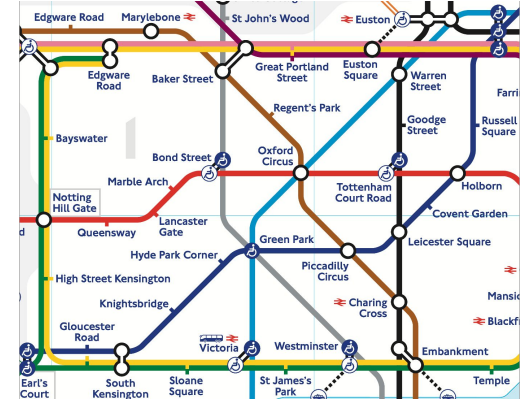 Edgware Road
Marylebone
St John's Wood
Euston
Edgware
Road
Baker Street
Great Portland
Street
Euston
Square
Warren
Street
Regent's Park
Bayswater
Goodge
Street
Russell
Square
Bond Street
Oxford
Circus
Marble Arch
Tottenham
Court Road
Holborn
Notting
Hill Gate
Queensway
Lancaster
Gate
Covent Garden
Green Park
Leicester Square
Hyde Park Corner
Piccadilly
Circus
High Street Kensington
Knightsbridge
Charing
Cross
Gloucester
Road
Victoria
Westminster
Embankment
Earl's
Court
South
Kensington
Sloane
Square
St James's
Park
Temple